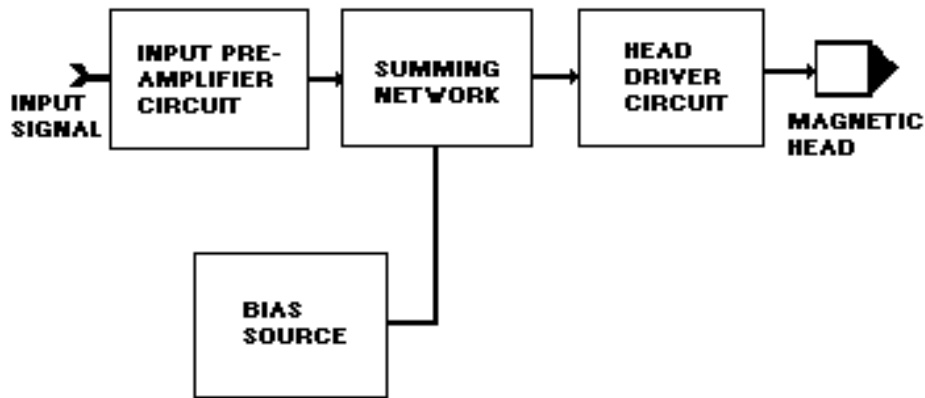 INPUT
SIGNAL
INPUT PRE-
AMPLIFIER
CIRCUIT
SUMMING
NETWORK
HEAD
DRIVER
CIRCUIT
MAGNETIC
HEAD
BIAS
SOURCE